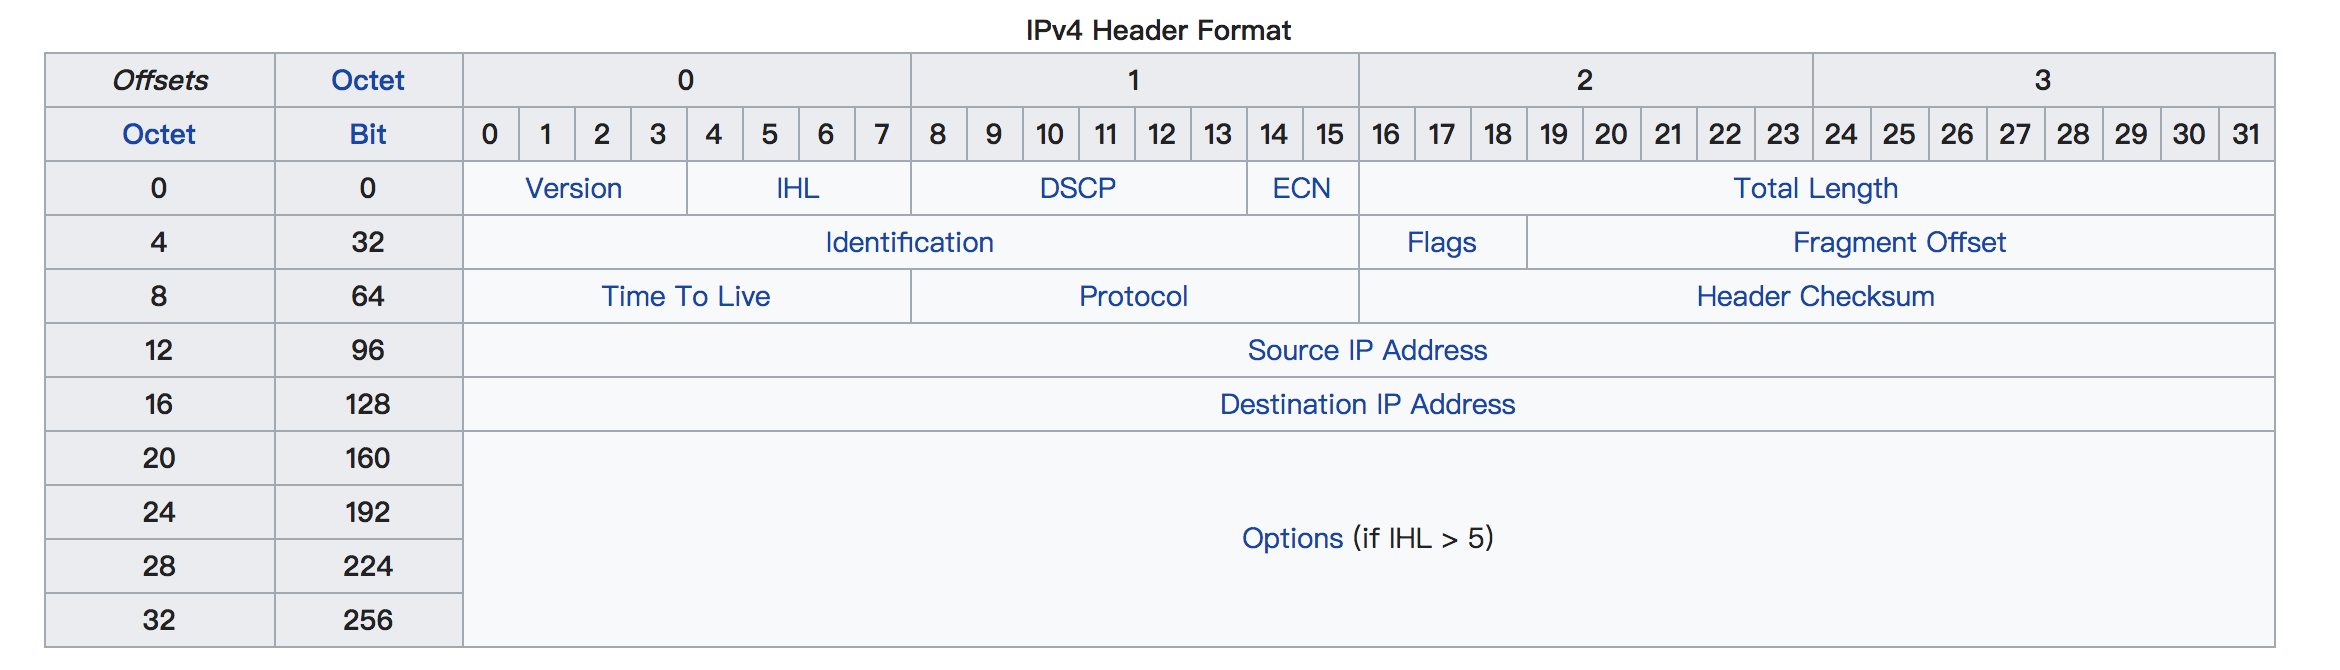 IPv4 Header Format
Offsets Octet 0 1 2 3
Octet Bit 0 1 2 3 4 5 6 7 8 9 10 11 12 13 14 15 16 17 18 19 20 21 22 23 24 25 26 27 28 29 30 31
0 0 Version IHL DSCP ECN Total Length
4 32 Identification Flags Fragment Offset
8 64 Time To Live Protocol Header Checksum
12 96 Source IP Address
16 128 Destination IP Address
20 160
24 192
Options (if IHL > 5)
28 224
32 256